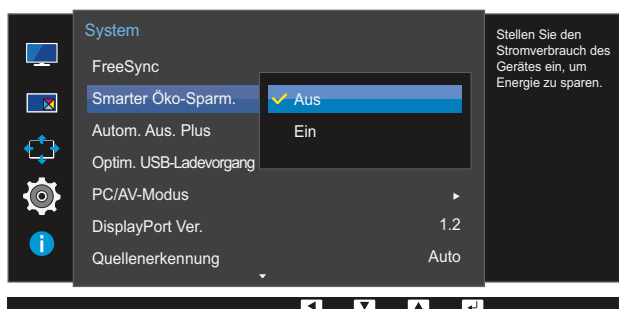 System
FreeSync
Smarter Öko-Sparm.
Aus
Autom. Aus. Plus
Ein
Optim. USB-Ladevorgang
PC/AV-Modus
DisplayPort Ver. 1.2
Quellenerkennung Auto
Stellen Sie den
Stromverbrauch des
Gerätes ein, um
Energie zu sparen.